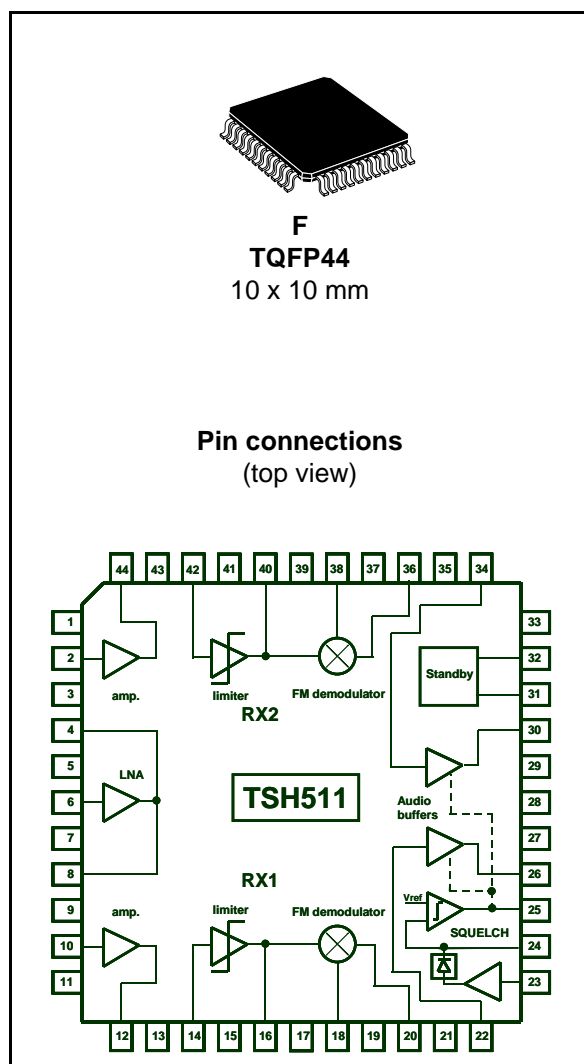 F
TQFP44
10 x 10 mm
Pin connections
(top view)
44 43 42 41 40 39 38 37 36 35 34
1
2
3
4
5
6
7
8
9
10
11
amp.
limiter
FM demodulator
RX2
Standby
LNA
TSH511
Audio
buffers
RX1
amp.
limiter
FM demodulator
Vref
SQUELCH
33
32
31
30
29
28
27
26
25
24
23
12 13 14 15 16 17 18 19 20 21 22